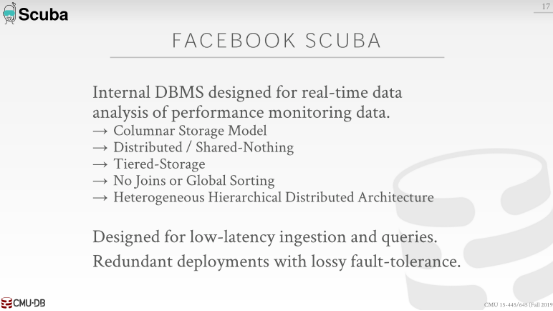 Scuba
17
FACEBOOK SCUBA
Internal DBMS designed for real-time data
analysis of performance monitoring data.
→ Columnar Storage Model
→ Distributed / Shared-Nothing
→ Tiered-Storage
→ No Joins or Global Sorting
→ Heterogeneous Hierarchical Distributed Architecture
Designed for low-latency ingestion and queries.
Redundant deployments with lossy fault-tolerance.
CMU·DB
CMU 15-445/645 (Fall 2019)